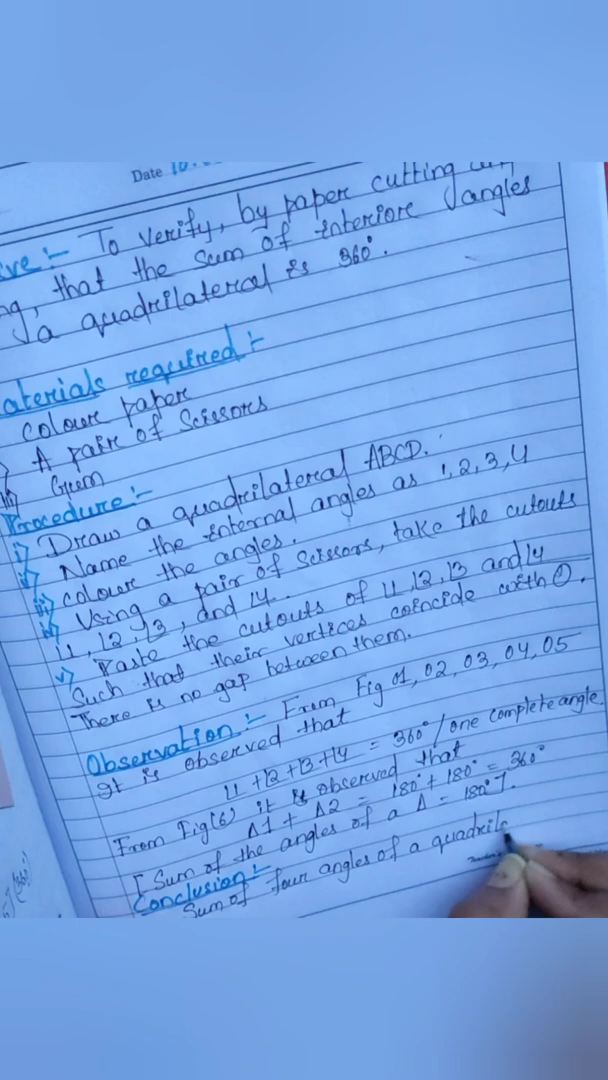 Date 10.
ive :- To verify, by paper cutting
ng, that the sum of interiore angles
a quadrilateral is 360°.
aterials required :-
Colour paper
A pair of Scissors
iii) Gum
Procedure :-
i) Draw a quadrilateral ABCD.
ii) Name the internal angles as 1, 2, 3, 4
iii) Colour the angles.
iv) Using a pair of Scissors, take the cutouts
∠1, ∠2, ∠3, and ∠4.
v) Paste the cutouts of ∠1, ∠2, ∠3 and ∠4
Such that their vertices coincide with O.
There is no gap between them.
Observation :- From Fig 01, 02, 03, 04, 05
It is observed that
∠1 + ∠2 + ∠3 + ∠4 = 360° / one complete angle.
From Fig(6) it is observed that
Δ1 + Δ2 = 180° + 180° = 360°
[Sum of the angles of a Δ = 180°].
Conclusion :-
Sum of four angles of a quadrila
(360°)